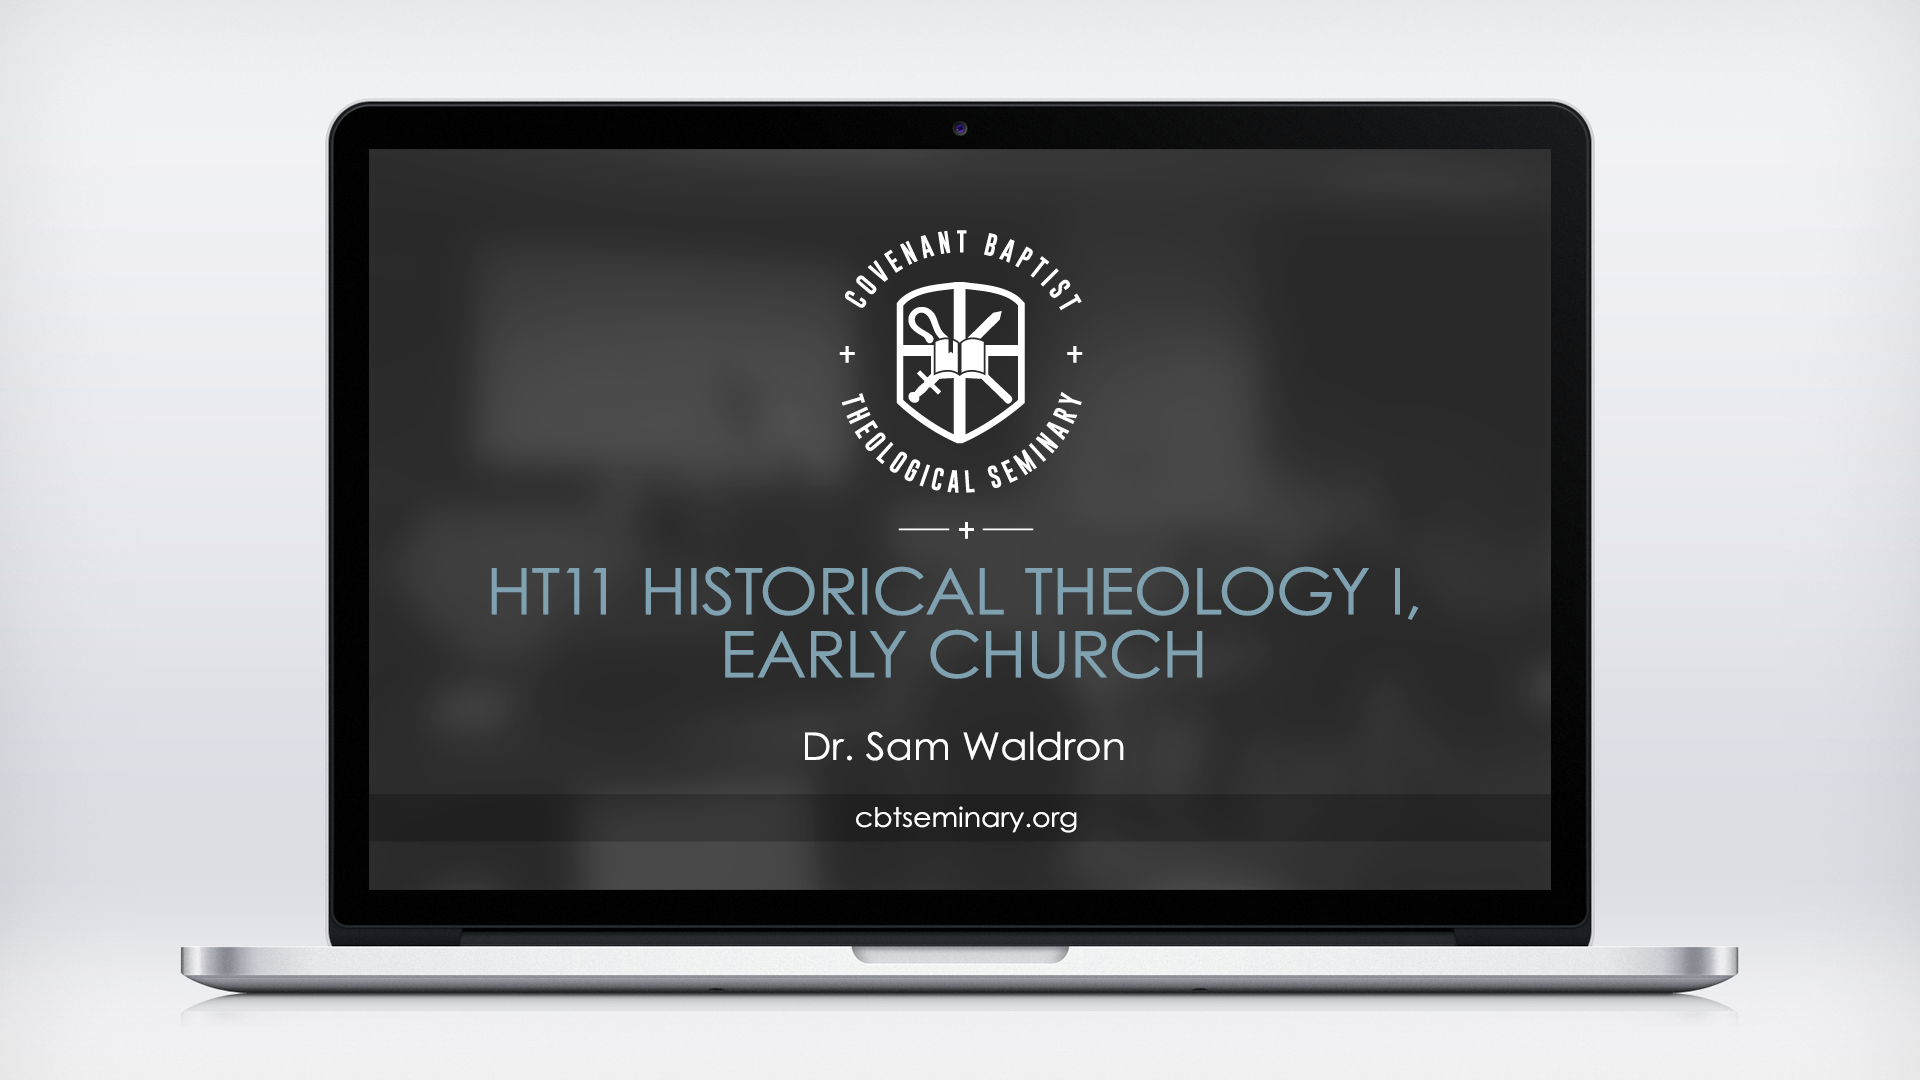 COVENANT BAPTIST
THEOLOGICAL SEMINARY
HT11 HISTORICAL THEOLOGY I,
EARLY CHURCH
Dr. Sam Waldron
cbtseminary.org